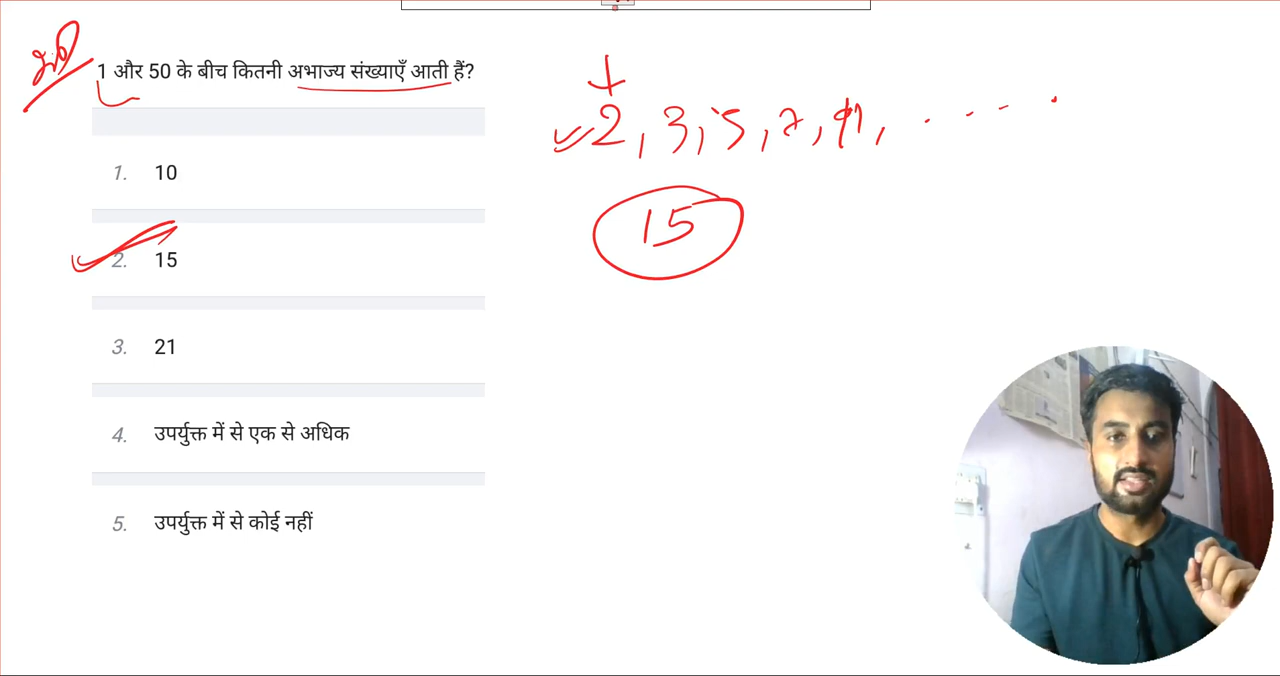 1 और 50 के बीच कितनी अभाज्य संख्याएँ आती हैं?
2, 3, 5, 7, 11, . . . .
1. 10
15
2. 15
3. 21
4. उपर्युक्त में से एक से अधिक
5. उपर्युक्त में से कोई नहीं